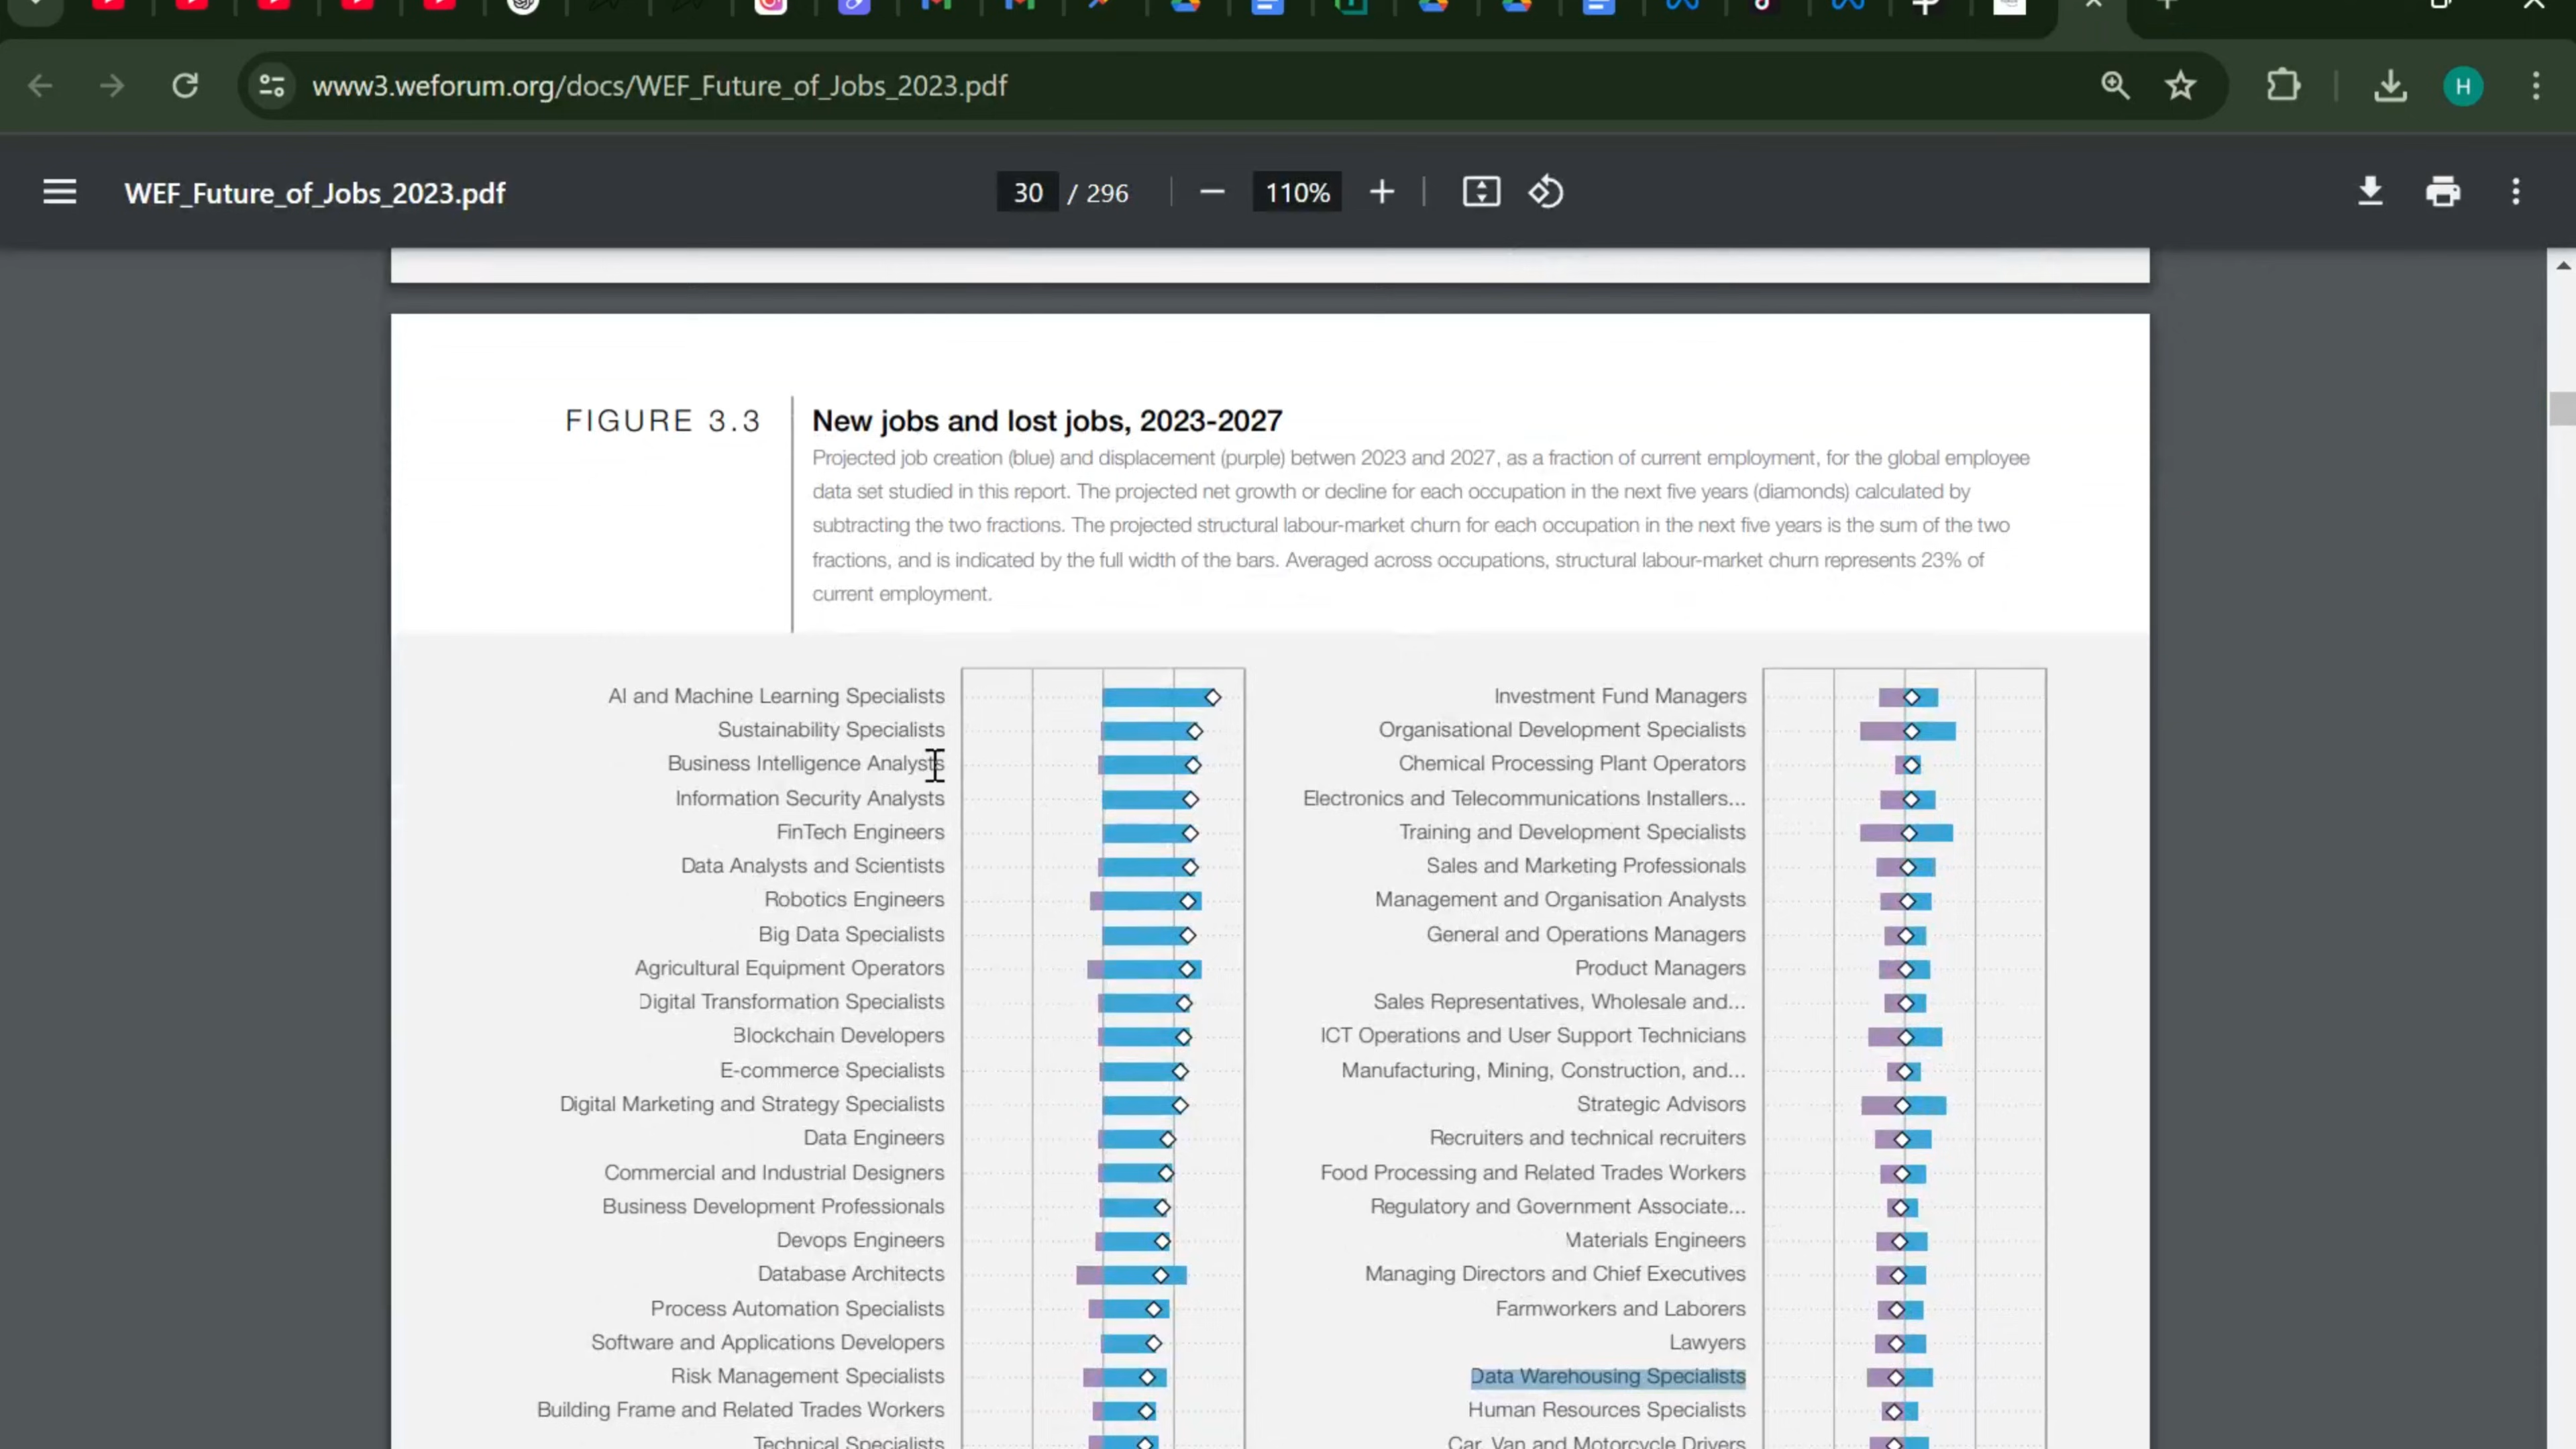 www3.weforum.org/docs/WEF_Future_of_Jobs_2023.pdf
H
WEF_Future_of_Jobs_2023.pdf
30 / 296
110%
FIGURE 3.3
New jobs and lost jobs, 2023-2027
Projected job creation (blue) and displacement (purple) betwen 2023 and 2027, as a fraction of current employment, for the global employee
data set studied in this report. The projected net growth or decline for each occupation in the next five years (diamonds) calculated by
subtracting the two fractions. The projected structural labour-market churn for each occupation in the next five years is the sum of the two
fractions, and is indicated by the full width of the bars. Averaged across occupations, structural labour-market churn represents 23% of
current employment.
AI and Machine Learning Specialists
Sustainability Specialists
Business Intelligence Analysts
Information Security Analysts
FinTech Engineers
Data Analysts and Scientists
Robotics Engineers
Big Data Specialists
Agricultural Equipment Operators
Digital Transformation Specialists
Blockchain Developers
E-commerce Specialists
Digital Marketing and Strategy Specialists
Data Engineers
Commercial and Industrial Designers
Business Development Professionals
Devops Engineers
Database Architects
Process Automation Specialists
Software and Applications Developers
Risk Management Specialists
Building Frame and Related Trades Workers
Technical Specialists
Investment Fund Managers
Organisational Development Specialists
Chemical Processing Plant Operators
Electronics and Telecommunications Installers...
Training and Development Specialists
Sales and Marketing Professionals
Management and Organisation Analysts
General and Operations Managers
Product Managers
Sales Representatives, Wholesale and...
ICT Operations and User Support Technicians
Manufacturing, Mining, Construction, and...
Strategic Advisors
Recruiters and technical recruiters
Food Processing and Related Trades Workers
Regulatory and Government Associate...
Materials Engineers
Managing Directors and Chief Executives
Farmworkers and Laborers
Lawyers
Data Warehousing Specialists
Human Resources Specialists
Car, Van and Motorcycle Drivers